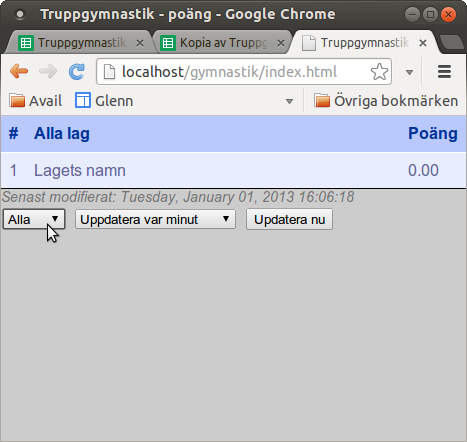 Truppgymnastik - poäng - Google Chrome
Truppgymnastik Kopia av Truppg Truppgymnastik
localhost/gymnastik/index.html
Avail Glenn Övriga bokmärken
# Alla lag Poäng
1 Lagets namn 0.00
Senast modifierat: Tuesday, January 01, 2013 16:06:18
Alla Uppdatera var minut Updatera nu